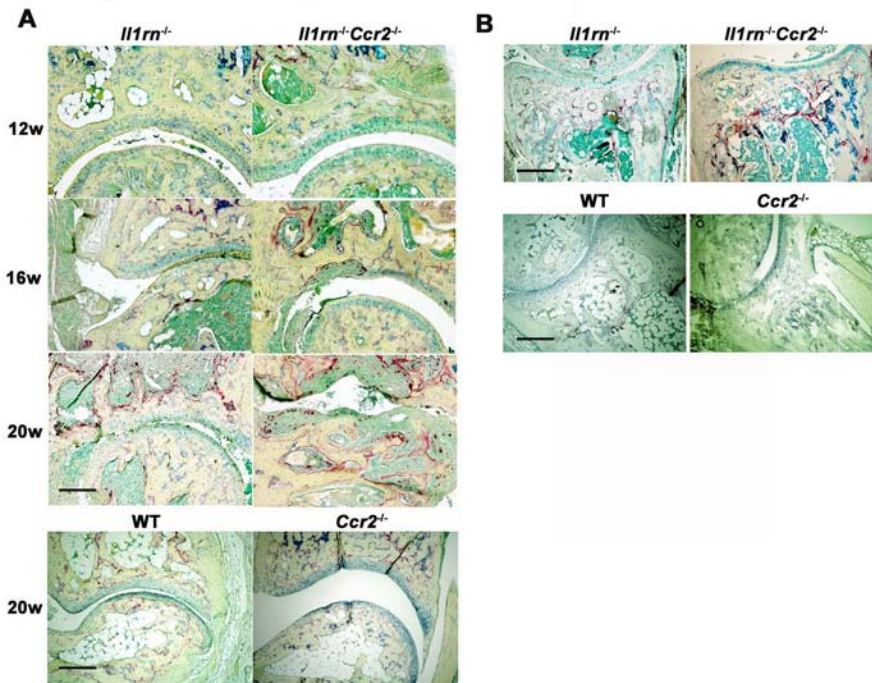 A
Il1rn-/-
Il1rn-/-Ccr2-/-
12w
16w
20w
WT
Ccr2-/-
20w
B
Il1rn-/-
Il1rn-/-Ccr2-/-
WT
Ccr2-/-